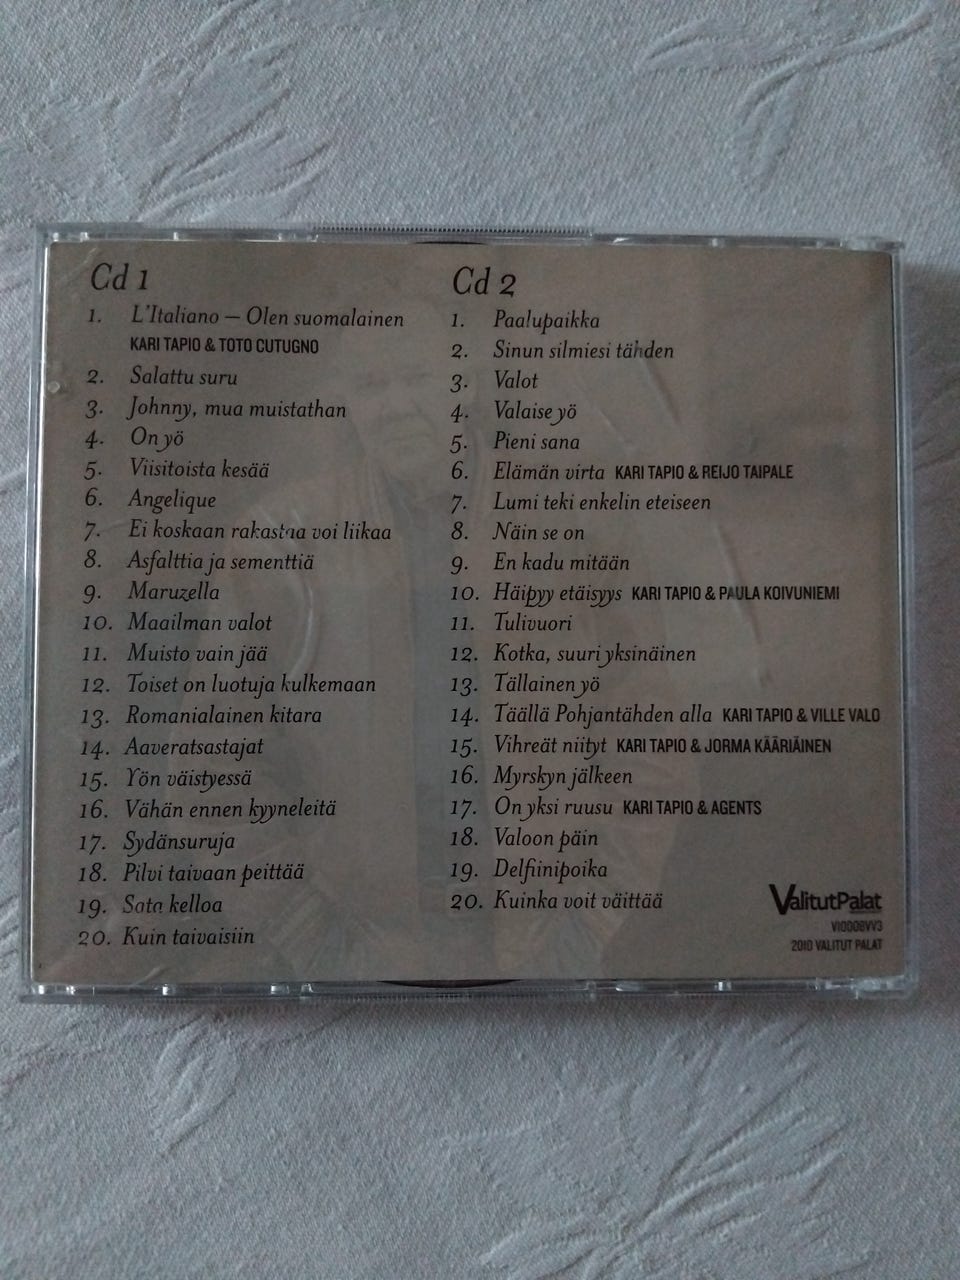 Cd 1
1. L'Italiano – Olen suomalainen
KARI TAPIO & TOTO CUTUGNO
2. Salattu suru
3. Johnny, mua muistathan
4. On yö
5. Viisitoista kesää
6. Angelique
7. Ei koskaan rakastaa voi liikaa
8. Asfalttia ja sementtiä
9. Maruzella
10. Maailman valot
11. Muisto vain jää
12. Toiset on luotuja kulkemaan
13. Romanialainen kitara
14. Aaveratsastajat
15. Yön väistyessä
16. Vähän ennen kyyneleitä
17. Sydänsuruja
18. Pilvi taivaan peittää
19. Sata kelloa
20. Kuin taivaisiin
Cd 2
1. Paalupaikka
2. Sinun silmiesi tähden
3. Valot
4. Valaise yö
5. Pieni sana
6. Elämän virta KARI TAPIO & REIJO TAIPALE
7. Lumi teki enkelin eteiseen
8. Näin se on
9. En kadu mitään
10. Häipyy etäisyys KARI TAPIO & PAULA KOIVUNIEMI
11. Tulivuori
12. Kotka, suuri yksinäinen
13. Tällainen yö
14. Täällä Pohjantähden alla KARI TAPIO & VILLE VALO
15. Vihreät niityt KARI TAPIO & JORMA KÄÄRIÄINEN
16. Myrskyn jälkeen
17. On yksi ruusu KARI TAPIO & AGENTS
18. Valoon päin
19. Delfiinipoika
20. Kuinka voit väittää
ValitutPalat
VI0008VV3
2010 VALITUT PALAT